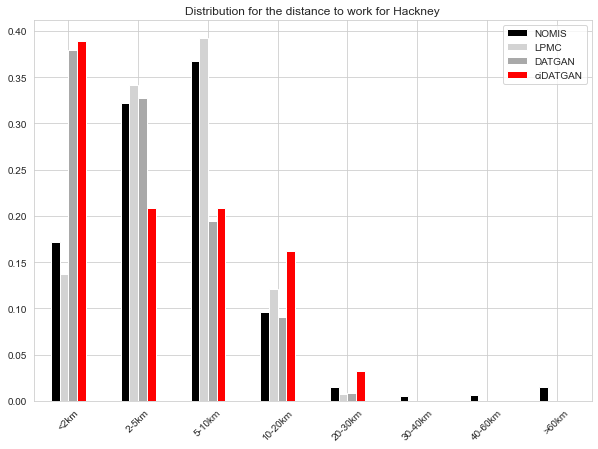 Distribution for the distance to work for Hackney
NOMIS
LPMC
DATGAN
ciDATGAN
0.40
0.35
0.30
0.25
0.20
0.15
0.10
0.05
0.00
<2km
2-5km
5-10km
10-20km
20-30km
30-40km
40-60km
>60km